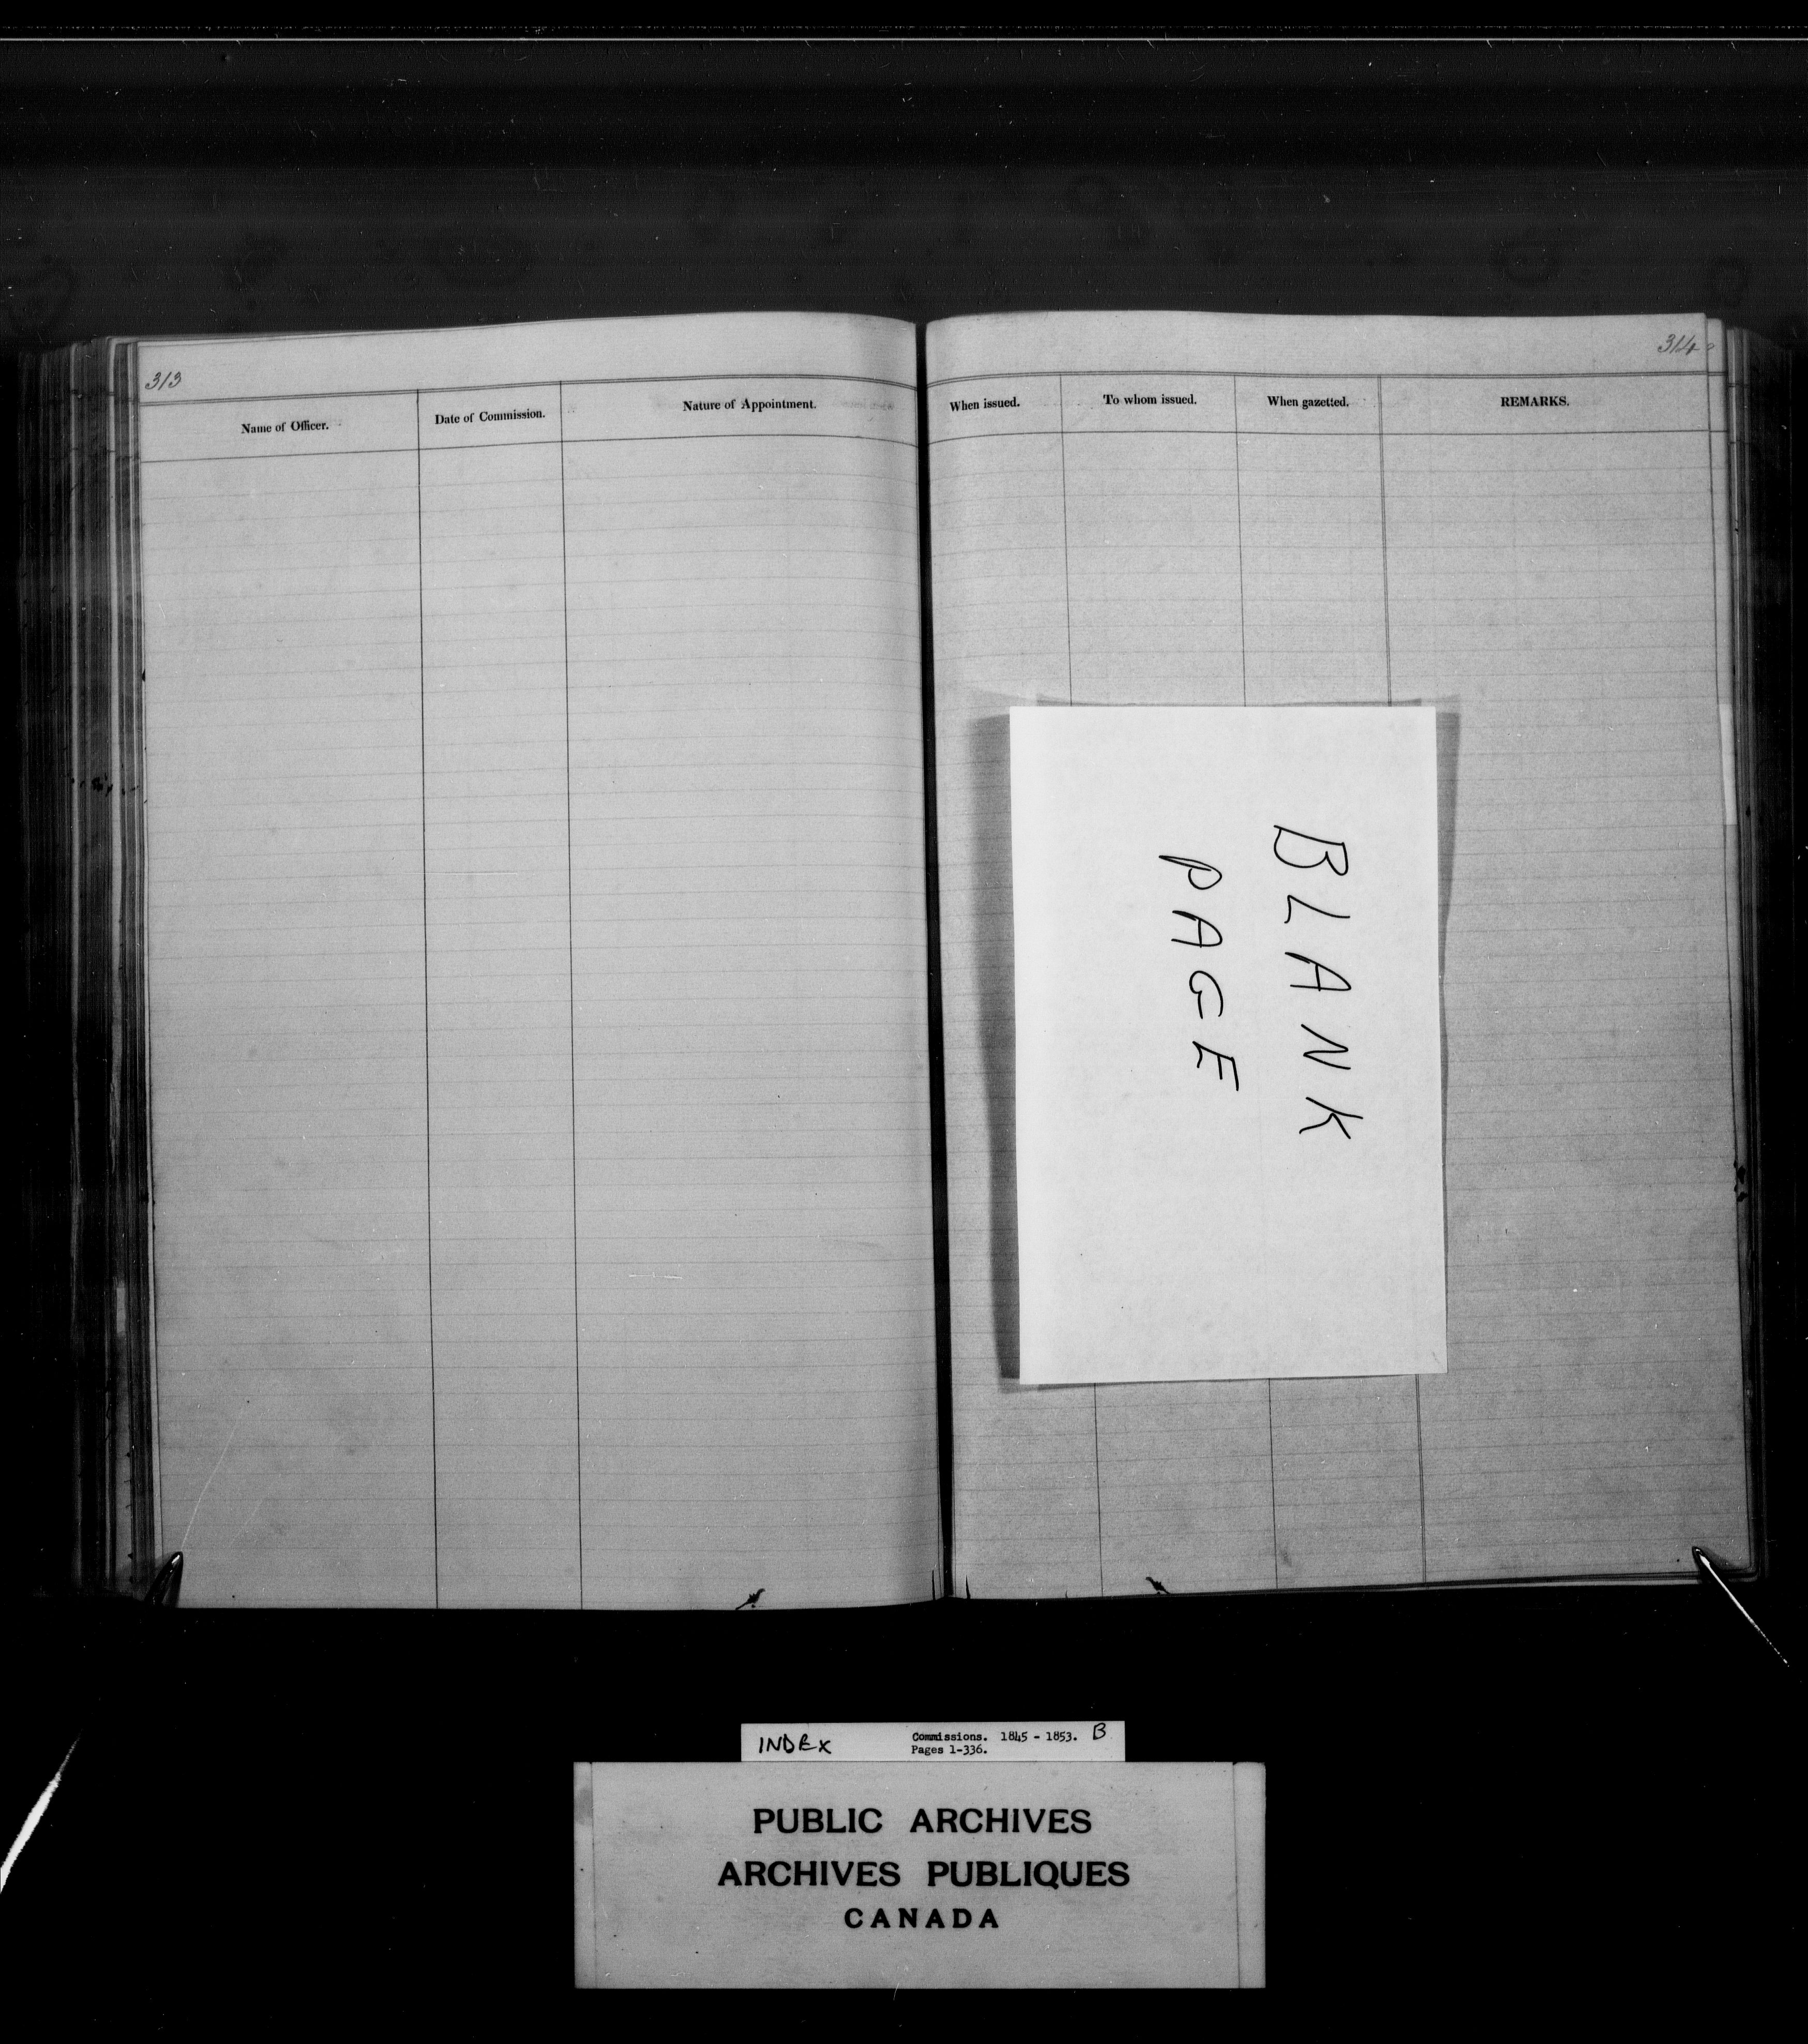 313
Name of Officer. Date of Commission. Nature of Appointment.
314
When issued. To whom issued. When gazetted. REMARKS.
BLANK
PAGE
INDEX Commissions. 1845 - 1853. B
Pages 1-336.
PUBLIC ARCHIVES
ARCHIVES PUBLIQUES
CANADA